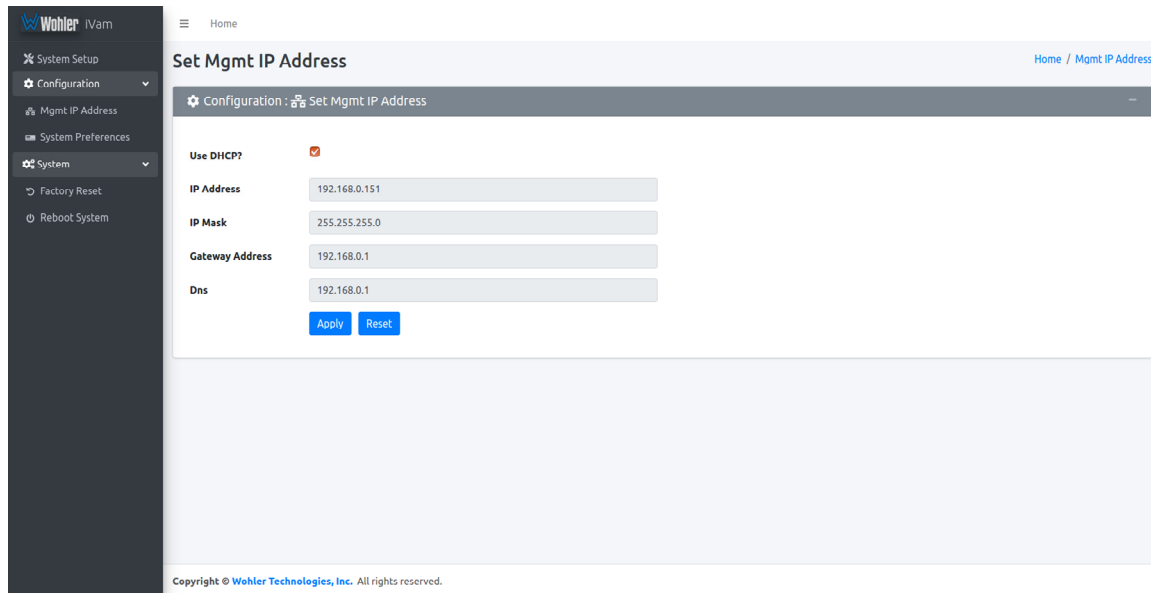 Wohler iVam
Home
System Setup
Set Mgmt IP Address
Home / Mgmt IP Address
Configuration
Configuration : Set Mgmt IP Address
Mgmt IP Address
System Preferences
Use DHCP?
System
IP Address 192.168.0.151
Factory Reset
Reboot System
IP Mask 255.255.255.0
Gateway Address 192.168.0.1
Dns 192.168.0.1
Apply Reset
Copyright © Wohler Technologies, Inc. All rights reserved.